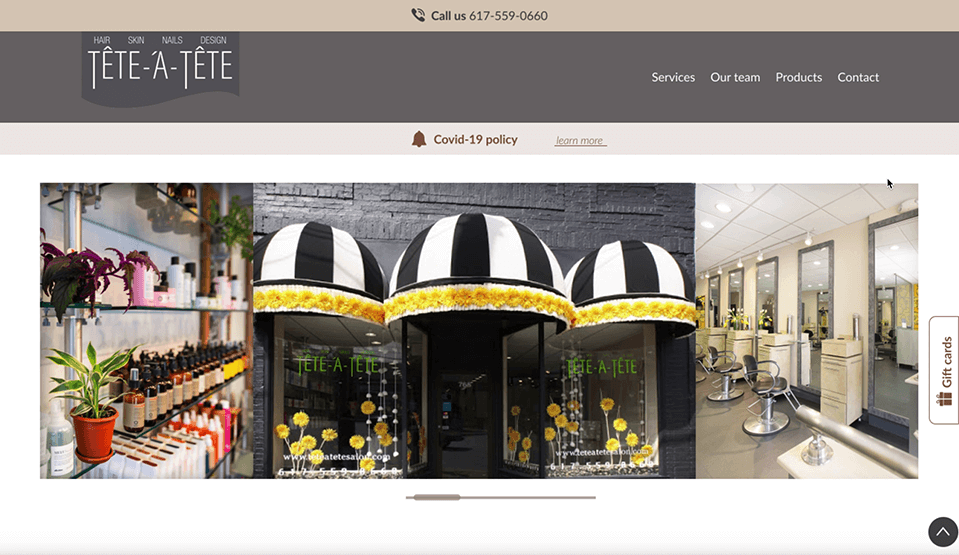 Call us 617-559-0660
HAIR SKIN NAILS DESIGN
TÊTE-À-TÊTE
Services Our team Products Contact
Covid-19 policy learn more
TÊTE-A-TÊTE
www.teteatetesalon.com
617.559.0660
TÊTE-A-TÊTE
www.teteatetesalon.com
617.559.0660
Gift cards